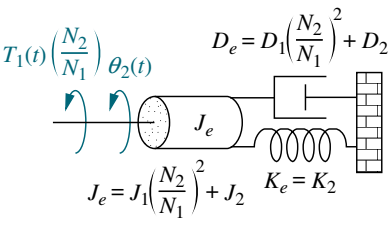 T₁(t) (N₂/N₁) θ₂(t)
Dₑ = D₁(N₂/N₁)² + D₂
Jₑ
Jₑ = J₁(N₂/N₁)² + J₂
Kₑ = K₂